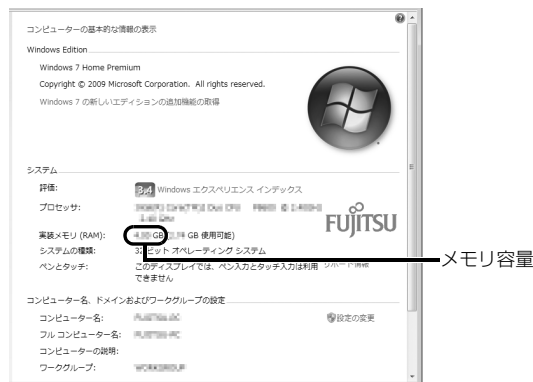 コンピューターの基本的な情報の表示
Windows Edition
Windows 7 Home Premium
Copyright © 2009 Microsoft Corporation. All rights reserved.
Windows 7 の新しいエディションの追加機能の取得
システム
評価:
Windows エクスペリエンス インデックス
プロセッサ:
FUJITSU
実装メモリ (RAM):
GB
GB 使用可能)
システムの種類:
ビット オペレーティング システム
メモリ容量
ペンとタッチ:
このディスプレイでは、ペン入力とタッチ入力は利用
できません
コンピューター名、ドメインおよびワークグループの設定
コンピューター名:
設定の変更
フル コンピューター名:
コンピューターの説明:
ワークグループ: